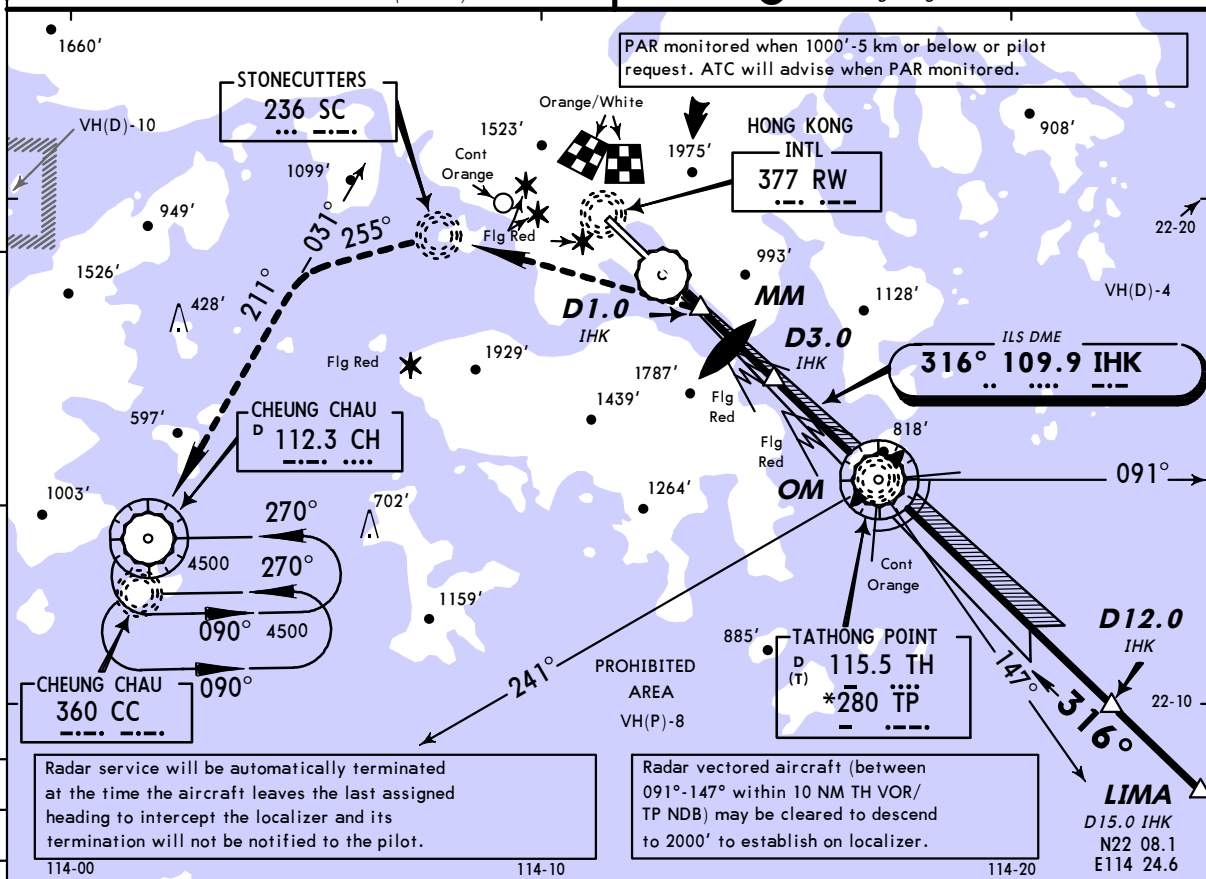 1660'
PAR monitored when 1000'-5 km or below or pilot
request. ATC will advise when PAR monitored.
STONECUTTERS
236 SC
VH(D)-10
Orange/White
1523'
Cont
Orange
1975'
HONG KONG
INTL
377 RW
908'
1099'
949'
031°
255°
Flg Red
22-20
1526'
211°
428'
993'
MM
1128'
VH(D)-4
D1.0
IHK
D3.0
IHK
ILS DME
316° 109.9 IHK
Flg Red
1929'
1787'
Flg
Red
1439'
597'
CHEUNG CHAU
D 112.3 CH
818'
Flg
Red
OM
091°
1003'
702'
1264'
270°
4500
270°
Cont
Orange
1159'
090°
4500
090°
885'
TATHONG POINT
D
(T)
115.5 TH
*280 TP
D12.0
IHK
241°
PROHIBITED
AREA
VH(P)-8
147°
316°
22-10
CHEUNG CHAU
360 CC
Radar service will be automatically terminated
at the time the aircraft leaves the last assigned
heading to intercept the localizer and its
termination will not be notified to the pilot.
Radar vectored aircraft (between
091°-147° within 10 NM TH VOR/
TP NDB) may be cleared to descend
to 2000' to establish on localizer.
LIMA
D15.0 IHK
N22 08.1
E114 24.6
114-00
114-10
114-20